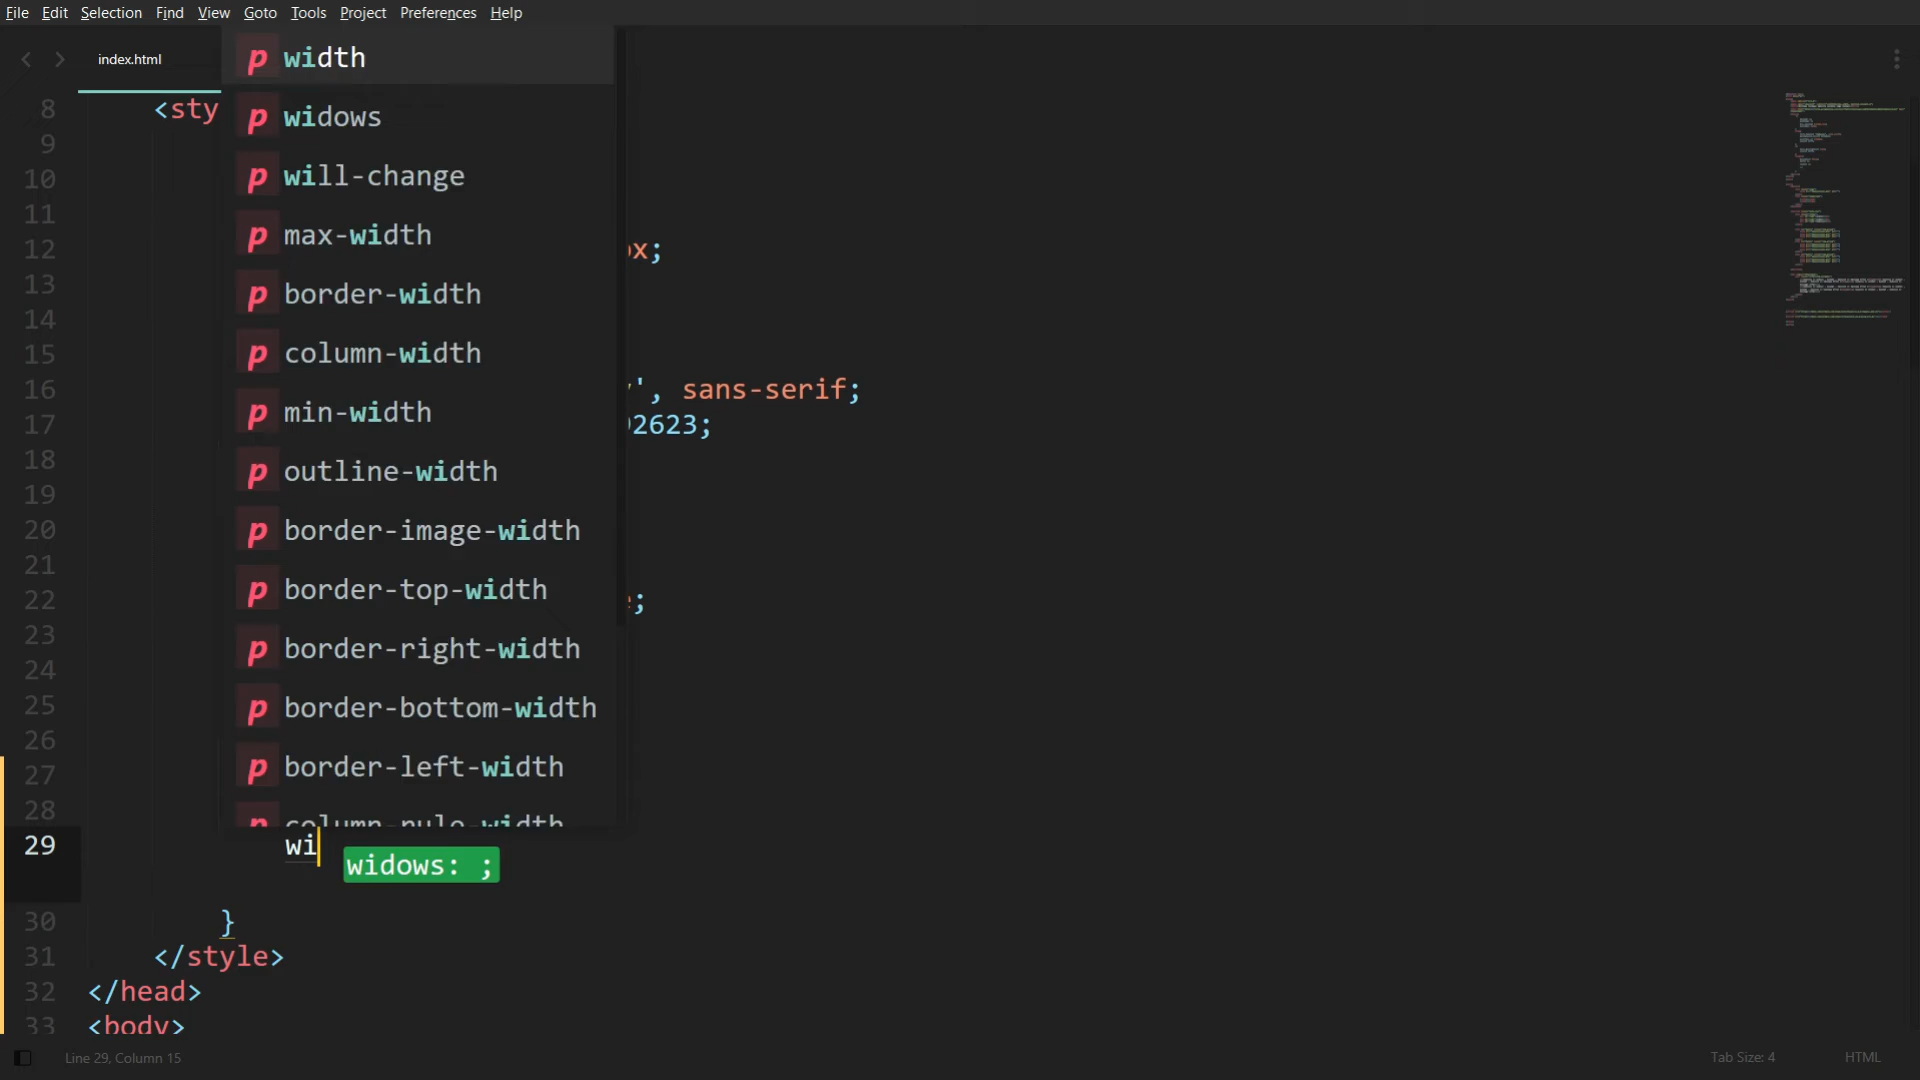 File Edit Selection Find View Goto Tools Project Preferences Help
index.html
p width
p widows
p will-change
p max-width
p border-width
p column-width
p min-width
p outline-width
p border-image-width
p border-top-width
p border-right-width
p border-bottom-width
p border-left-width
p column-rule-width
8 <sty
9
10
11
12 x;
13
14
15
16 ', sans-serif;
17 2623;
18
19
20
21
22 ;
23
24
25
26
27
28
29 wi
widows: ;
30 }
31 </style>
32 </head>
33 <body>
Line 29, Column 15
Tab Size: 4
HTML